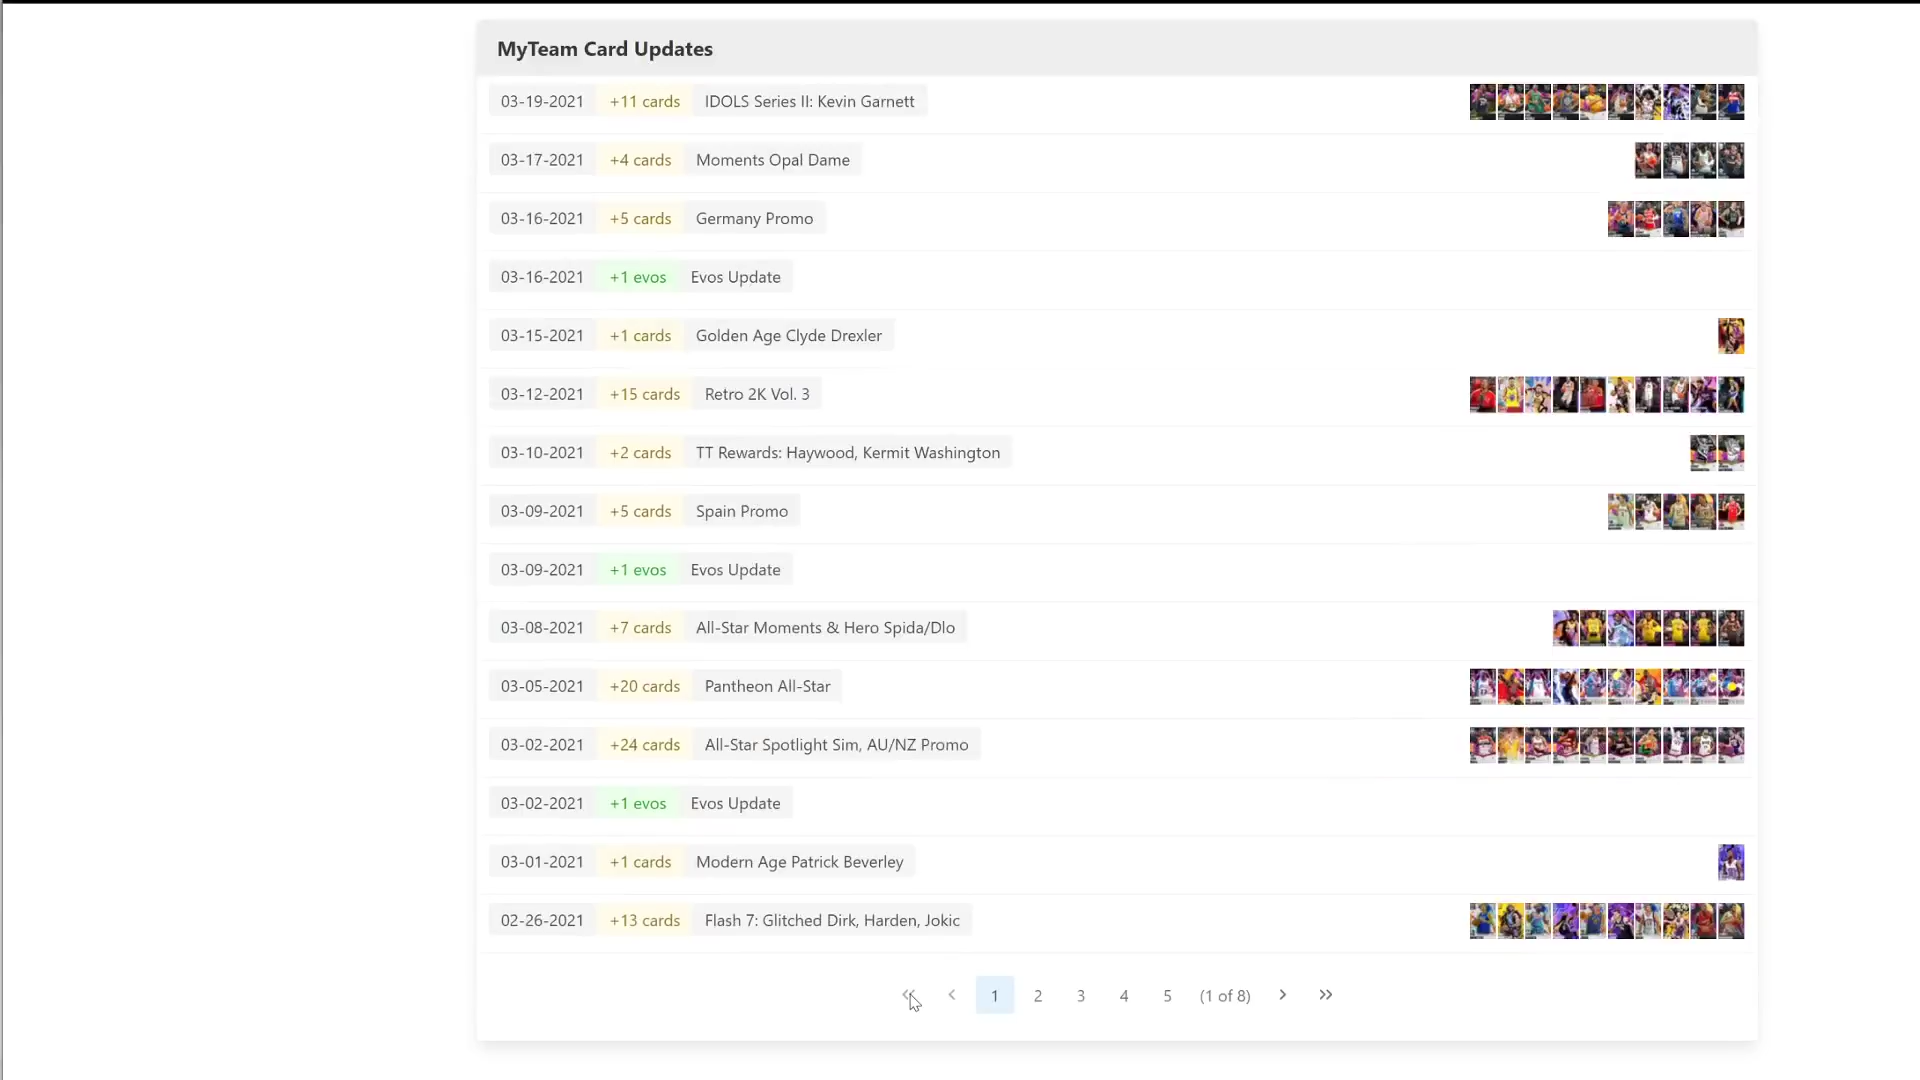 MyTeam Card Updates
03-19-2021 +11 cards IDOLS Series II: Kevin Garnett
03-17-2021 +4 cards Moments Opal Dame
03-16-2021 +5 cards Germany Promo
03-16-2021 +1 evos Evos Update
03-15-2021 +1 cards Golden Age Clyde Drexler
03-12-2021 +15 cards Retro 2K Vol. 3
03-10-2021 +2 cards TT Rewards: Haywood, Kermit Washington
03-09-2021 +5 cards Spain Promo
03-09-2021 +1 evos Evos Update
03-08-2021 +7 cards All-Star Moments & Hero Spida/Dlo
03-05-2021 +20 cards Pantheon All-Star
03-02-2021 +24 cards All-Star Spotlight Sim, AU/NZ Promo
03-02-2021 +1 evos Evos Update
03-01-2021 +1 cards Modern Age Patrick Beverley
02-26-2021 +13 cards Flash 7: Glitched Dirk, Harden, Jokic
1 2 3 4 5 (1 of 8)